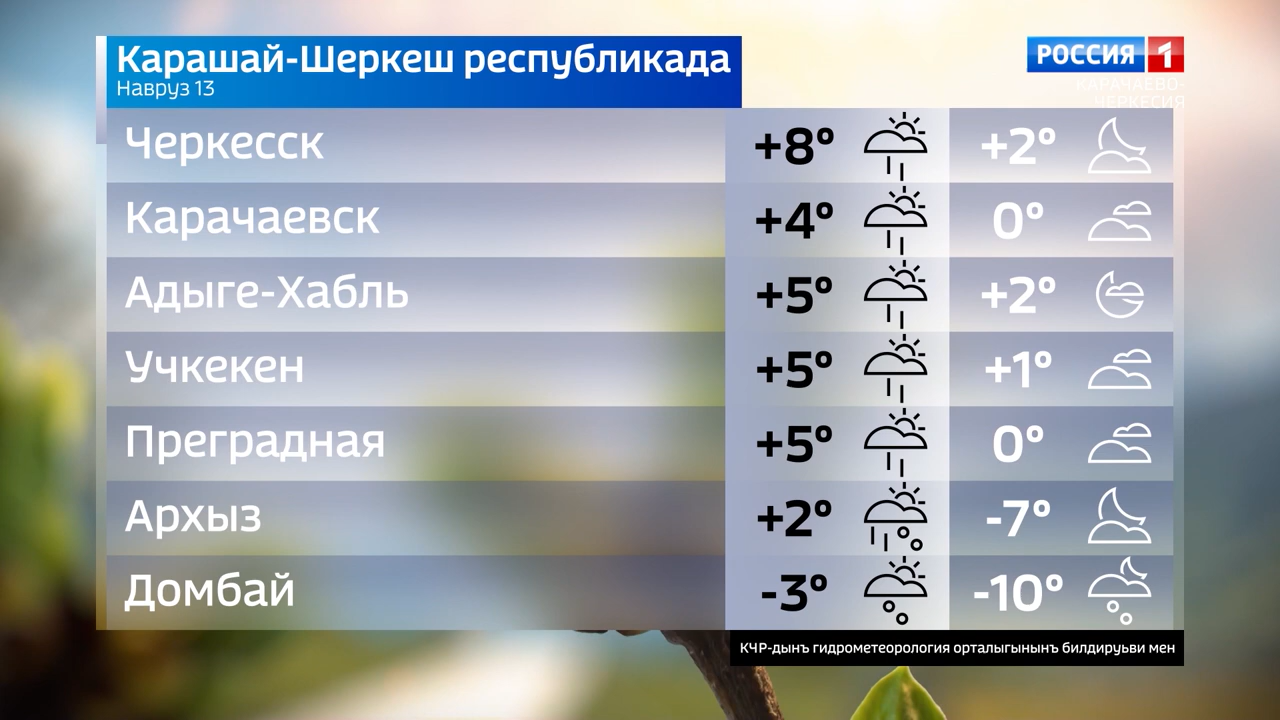 Карашай-Шеркеш республикада
Навруз 13
РОССИЯ 1
КАРАЧАЕВО-
ЧЕРКЕСИЯ
Черкесск +8° +2°
Карачаевск +4° 0°
Адыге-Хабль +5° +2°
Учкекен +5° +1°
Преградная +5° 0°
Архыз +2° -7°
Домбай -3° -10°
КЧР-дынъ гидрометеорология орталыгынынъ билдируьви мен